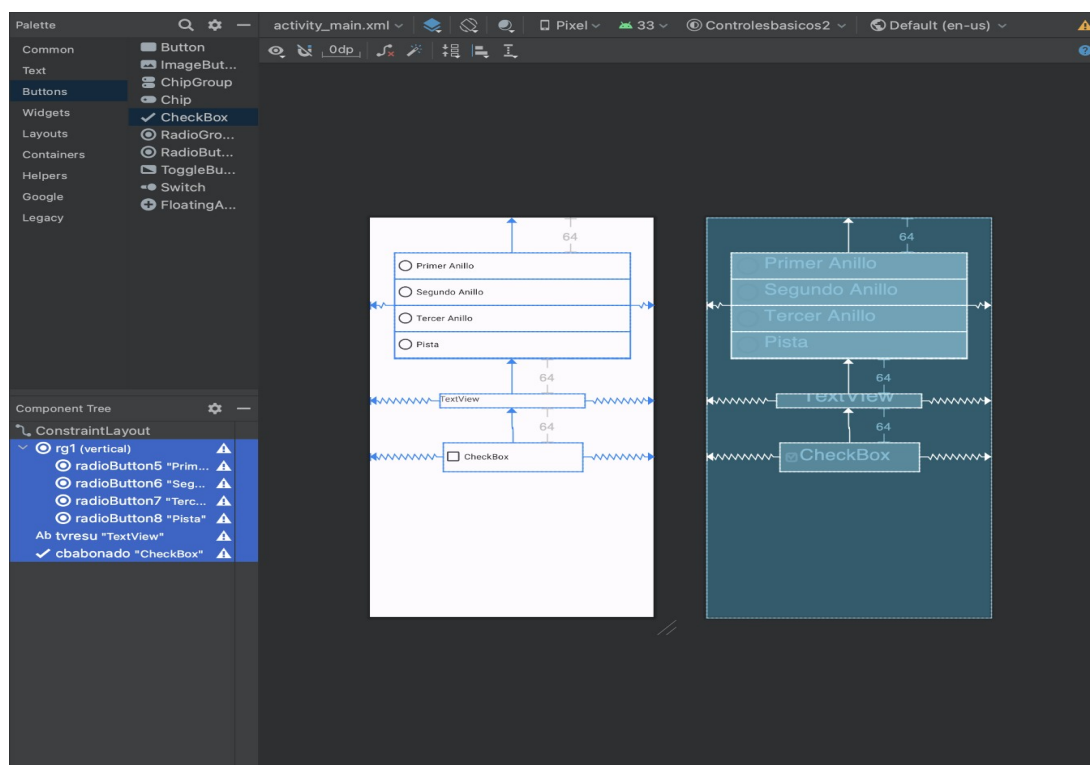 Palette
activity_main.xml
Pixel
33
Controlesbasicos2
Default (en-us)
0dp
Common
Text
Buttons
Widgets
Layouts
Containers
Helpers
Google
Legacy
Button
ImageBut...
ChipGroup
Chip
CheckBox
RadioGro...
RadioBut...
ToggleBu...
Switch
FloatingA...
Component Tree
ConstraintLayout
rg1 (vertical)
radioButton5 "Prim...
radioButton6 "Seg...
radioButton7 "Terc...
radioButton8 "Pista"
Ab tvresu "TextView"
cbabonado "CheckBox"
64
Primer Anillo
Segundo Anillo
Tercer Anillo
Pista
64
TextView
64
CheckBox
64
Primer Anillo
Segundo Anillo
Tercer Anillo
Pista
64
TextView
64
CheckBox